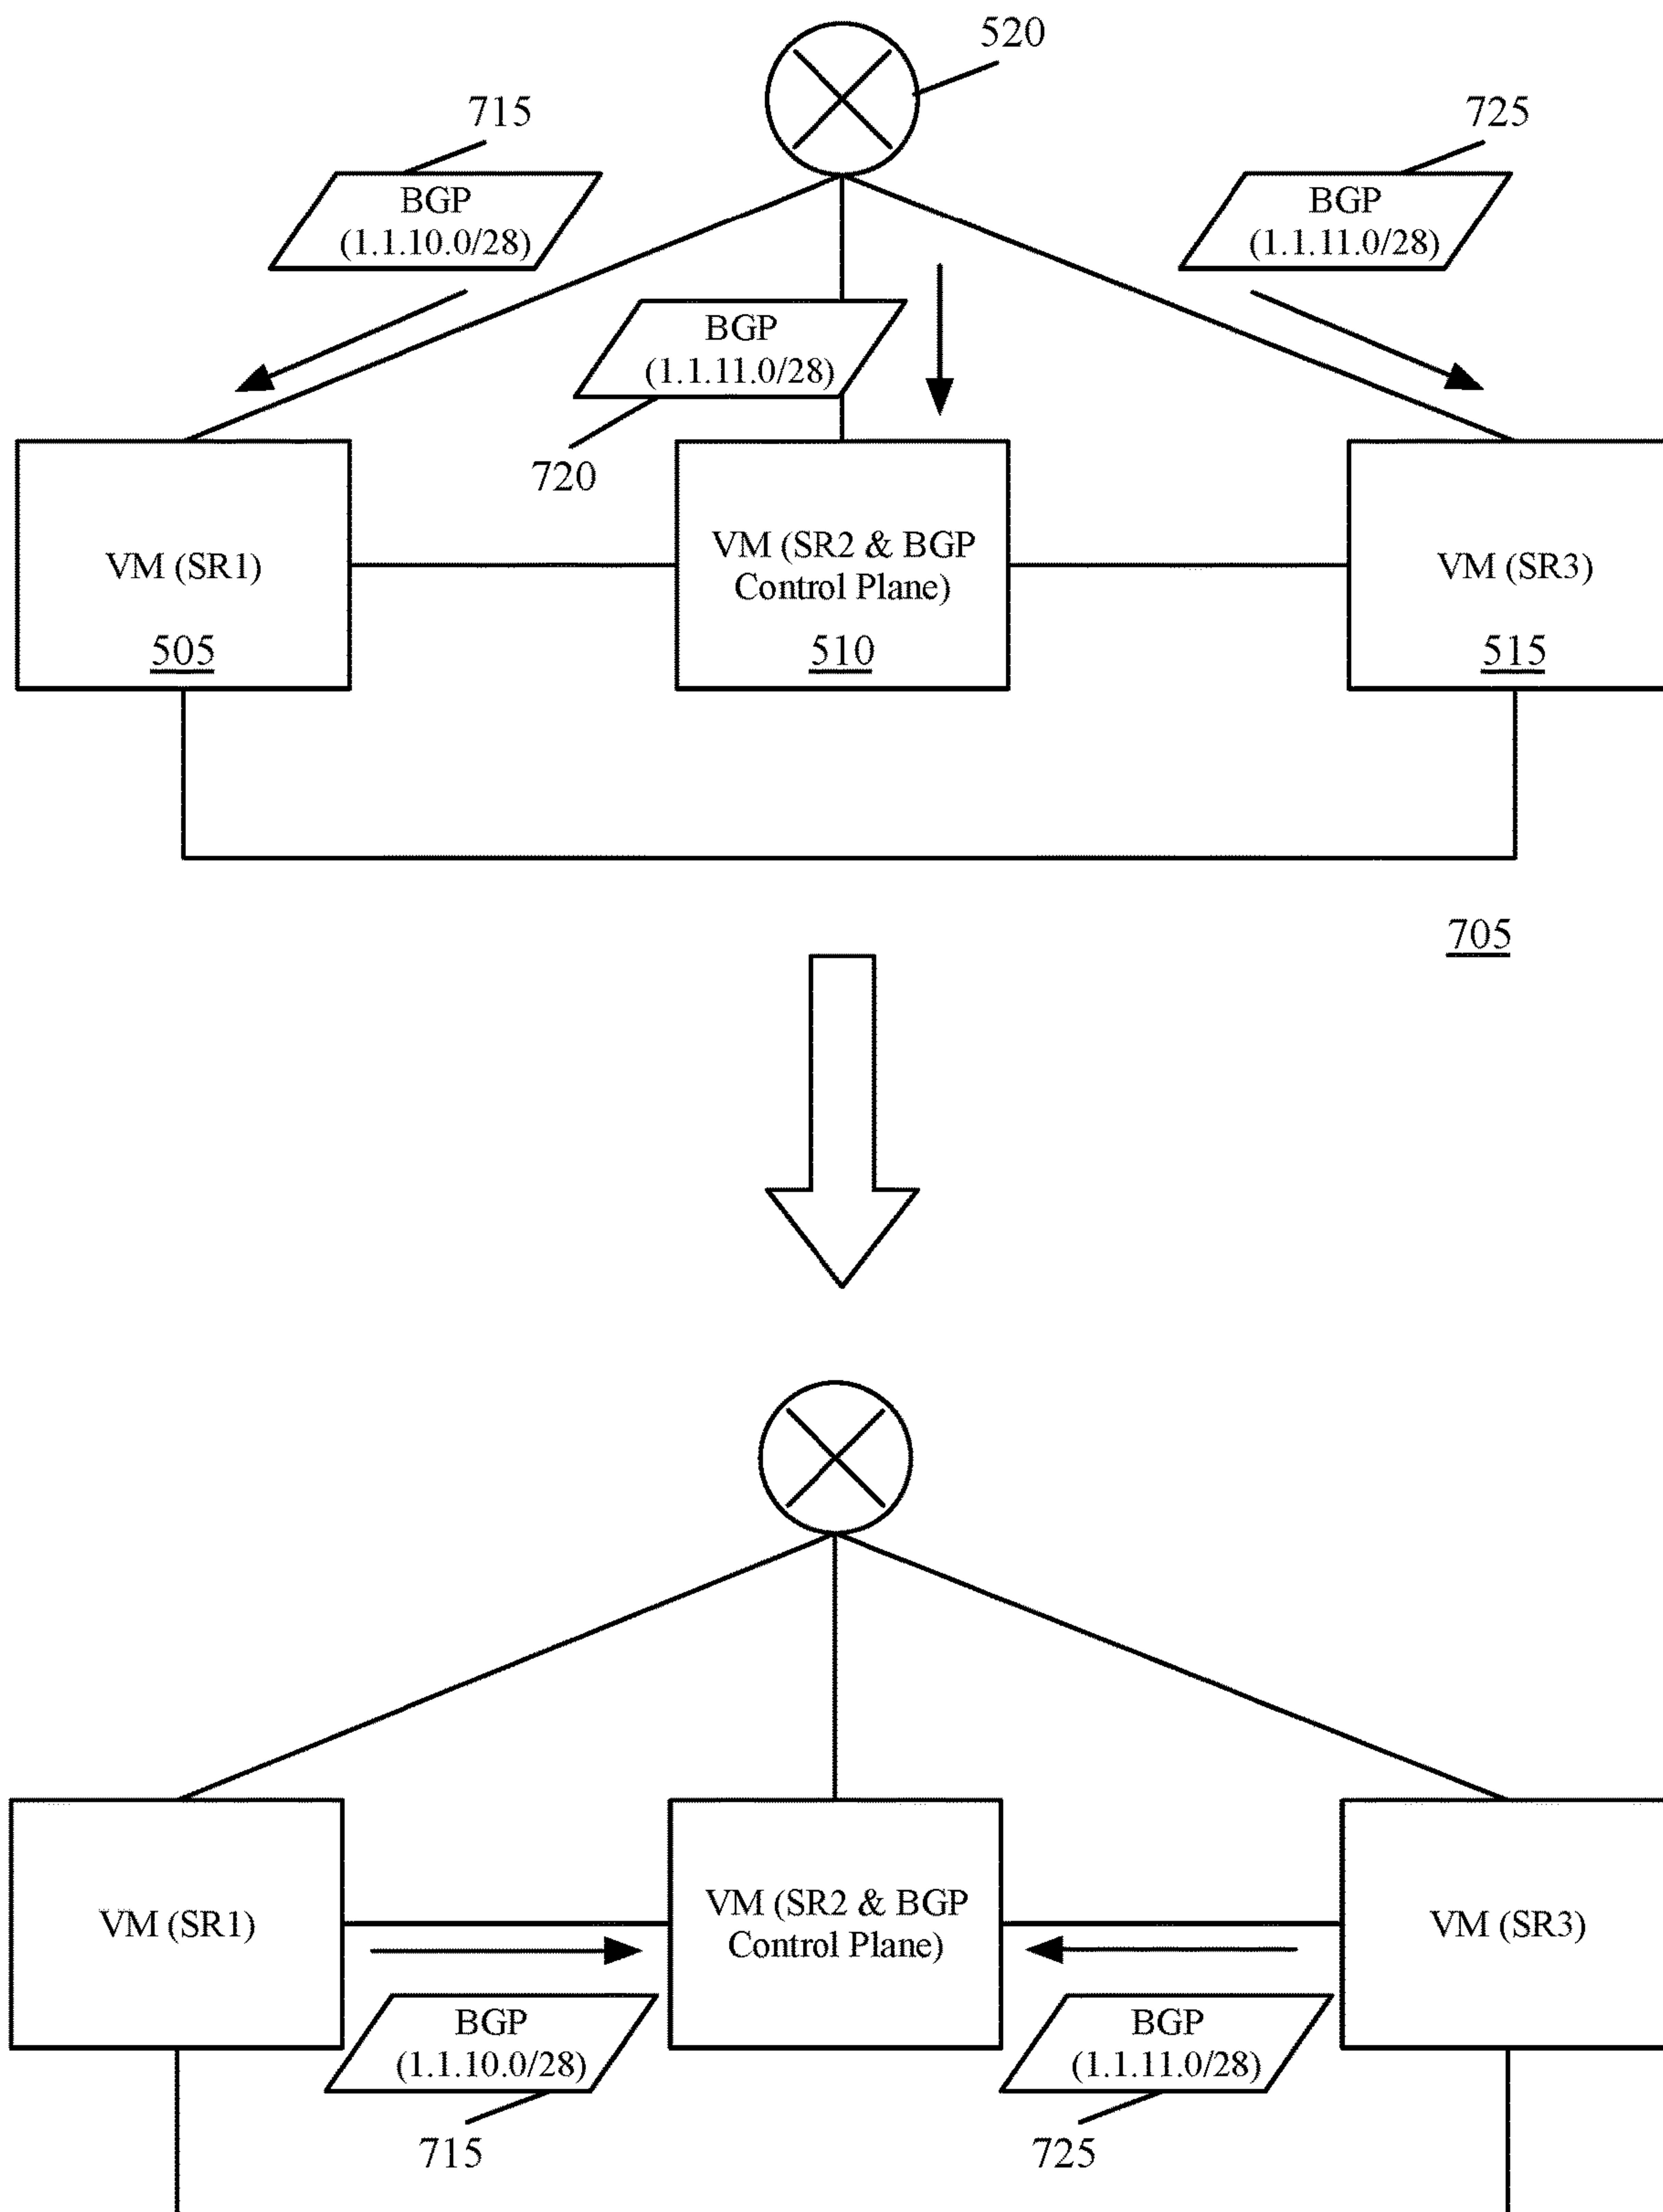 520
715
725
BGP
(1.1.10.0/28)
BGP
(1.1.11.0/28)
BGP
(1.1.11.0/28)
720
VM (SR1)
505
VM (SR2 & BGP
Control Plane)
510
VM (SR3)
515
705
VM (SR1)
VM (SR2 & BGP
Control Plane)
VM (SR3)
BGP
(1.1.10.0/28)
BGP
(1.1.11.0/28)
715
725